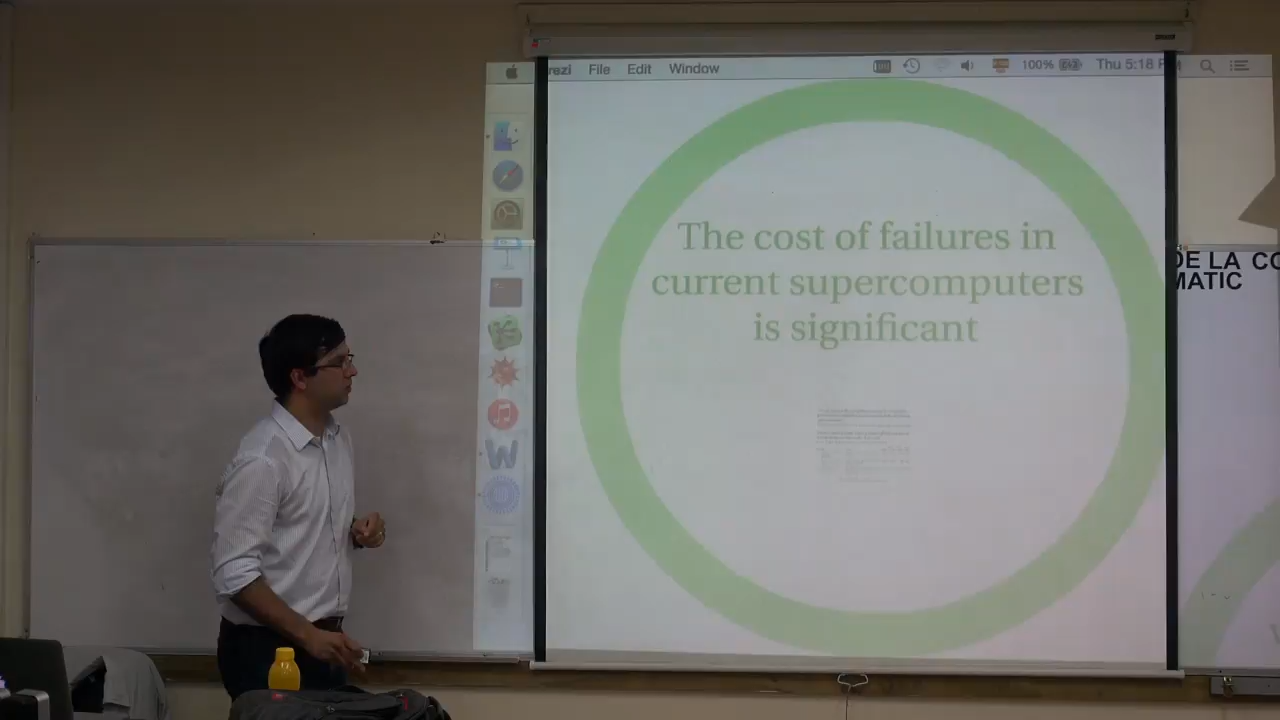 rezi File Edit Window 100% Thu 5:18 P
The cost of failures in
current supercomputers
is significant
DE LA CO
MATIC